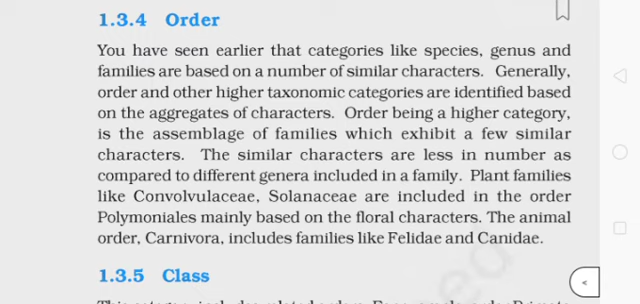 1.3.4 Order
You have seen earlier that categories like species, genus and
families are based on a number of similar characters. Generally,
order and other higher taxonomic categories are identified based
on the aggregates of characters. Order being a higher category,
is the assemblage of families which exhibit a few similar
characters. The similar characters are less in number as
compared to different genera included in a family. Plant families
like Convolvulaceae, Solanaceae are included in the order
Polymoniales mainly based on the floral characters. The animal
order, Carnivora, includes families like Felidae and Canidae.
1.3.5 Class